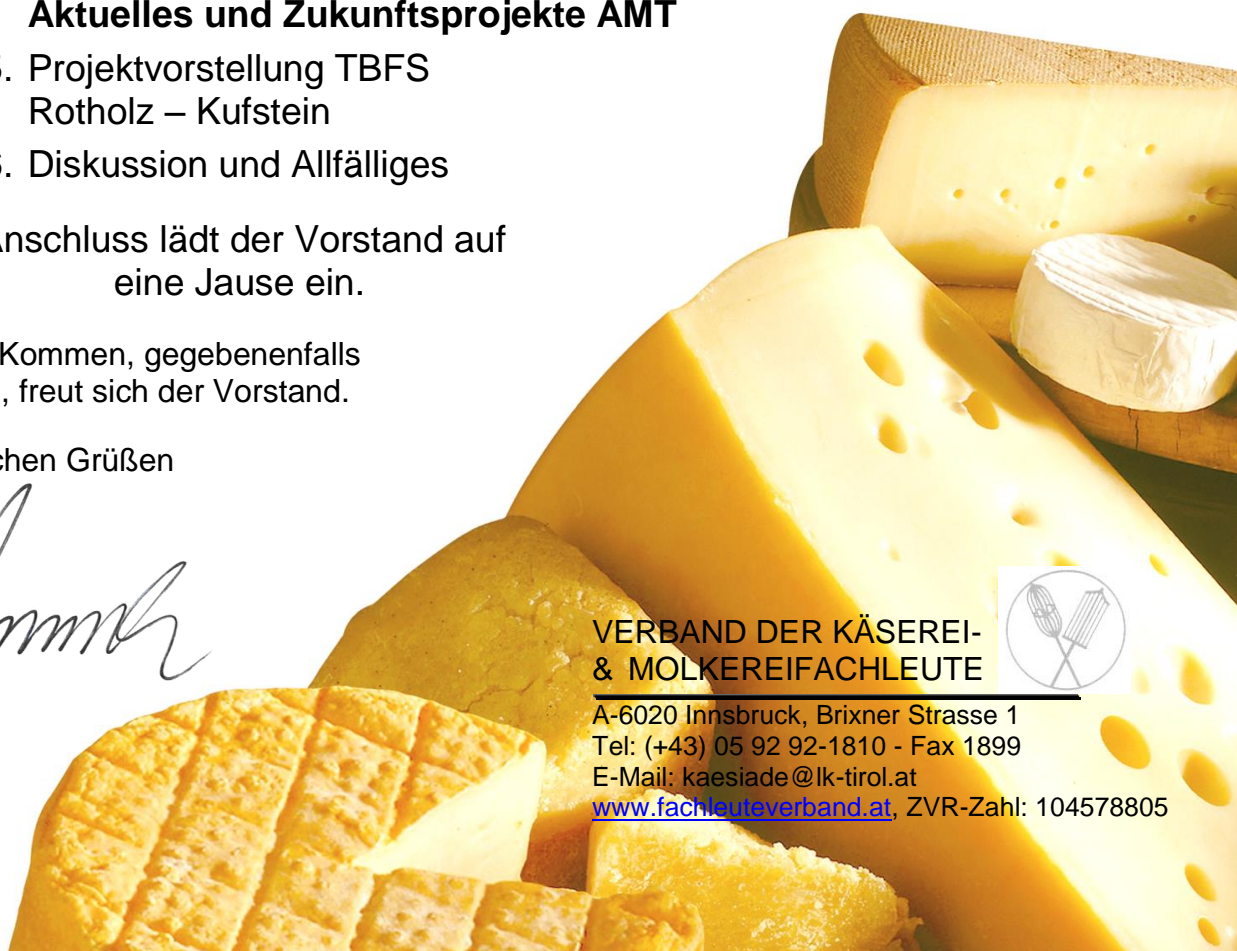 Aktuelles und Zukunftsprojekte AMT
5. Projektvorstellung TBFS
Rotholz – Kufstein
6. Diskussion und Allfälliges
Anschluss lädt der Vorstand auf
eine Jause ein.
Kommen, gegebenenfalls
, freut sich der Vorstand.
chen Grüßen
VERBAND DER KÄSEREI-
& MOLKEREIFACHLEUTE
A-6020 Innsbruck, Brixner Strasse 1
Tel: (+43) 05 92 92-1810 - Fax 1899
E-Mail: kaesiade@lk-tirol.at
www.fachleuteverband.at, ZVR-Zahl: 104578805